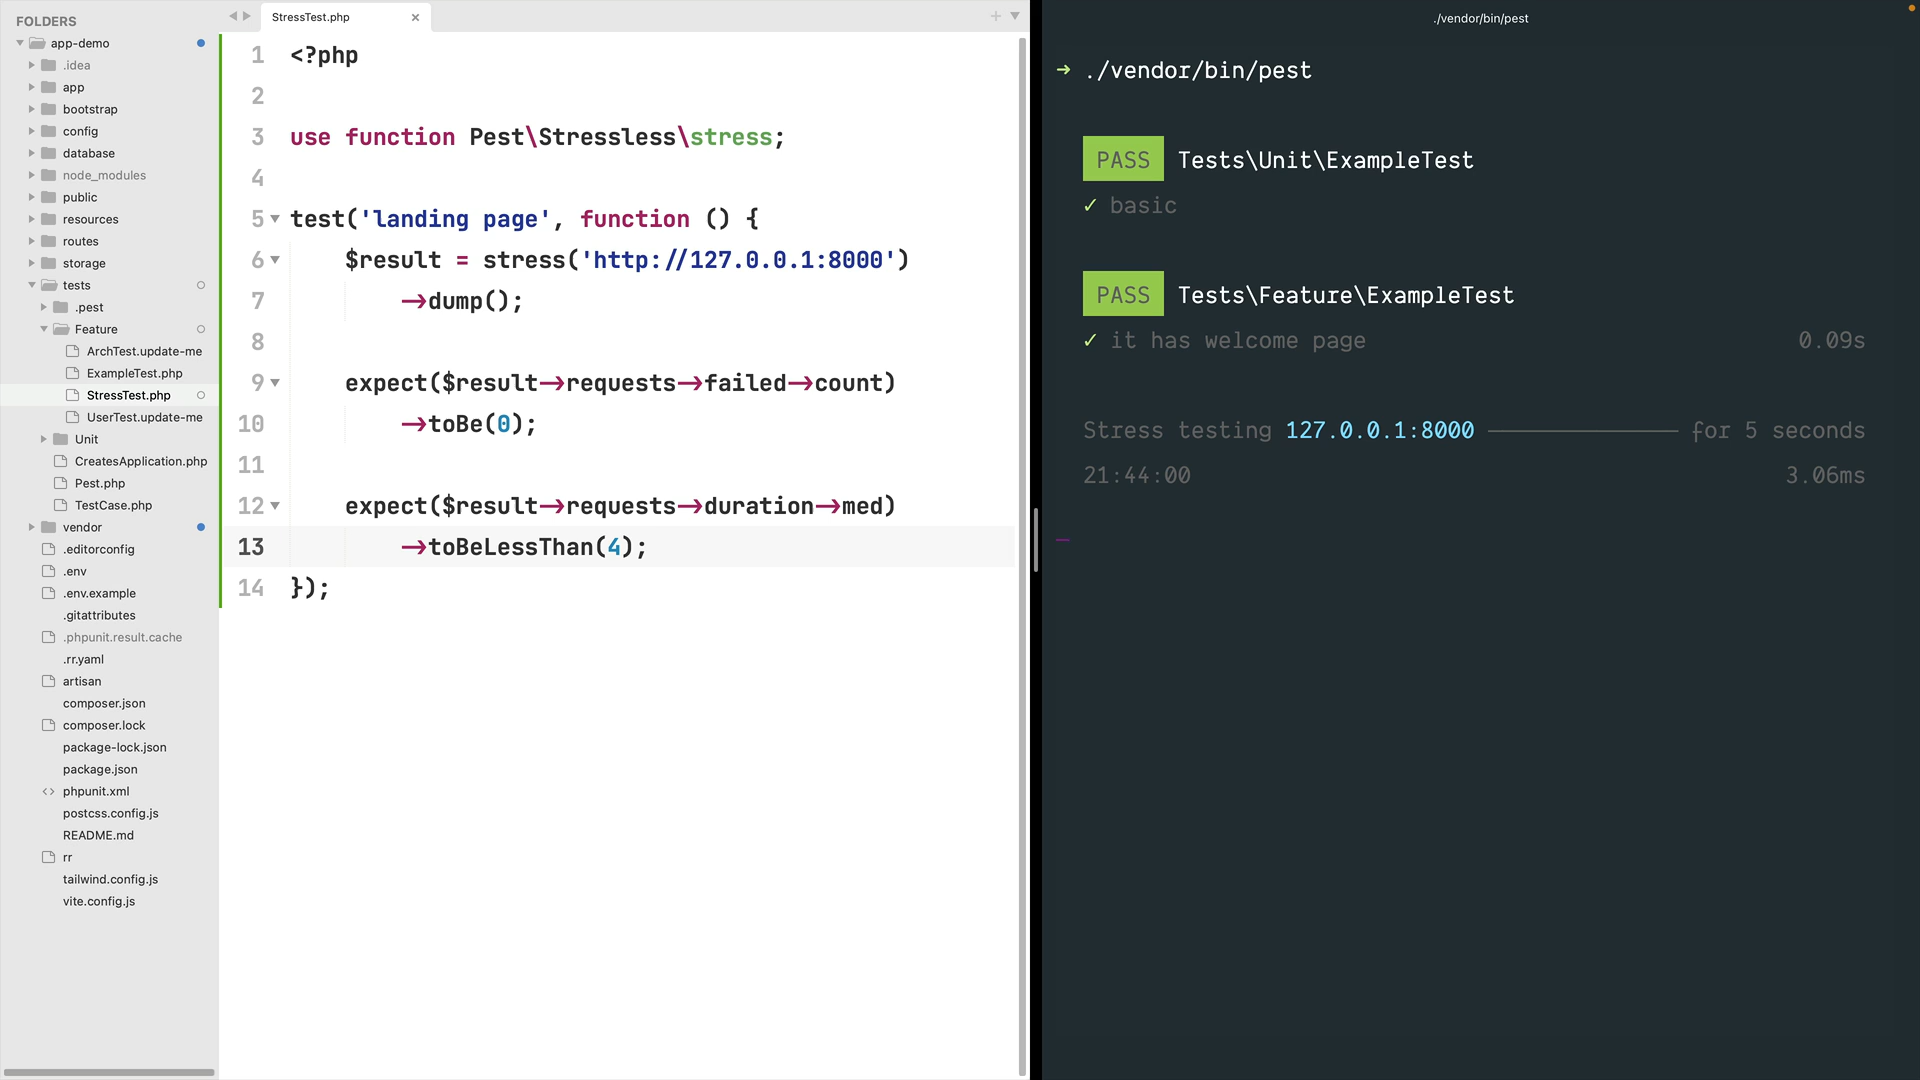 FOLDERS
app-demo
.idea
app
bootstrap
config
database
node_modules
public
resources
routes
storage
tests
.pest
Feature
ArchTest.update-me
ExampleTest.php
StressTest.php
UserTest.update-me
Unit
CreatesApplication.php
Pest.php
TestCase.php
vendor
.editorconfig
.env
.env.example
.gitattributes
.phpunit.result.cache
.rr.yaml
artisan
composer.json
composer.lock
package-lock.json
package.json
phpunit.xml
postcss.config.js
README.md
rr
tailwind.config.js
vite.config.js
StressTest.php
1 <?php
2
3 use function Pest\Stressless\stress;
4
5 test('landing page', function () {
6     $result = stress('http://127.0.0.1:8000')
7         ->dump();
8
9     expect($result->requests->failed->count)
10         ->toBe(0);
11
12     expect($result->requests->duration->med)
13         ->toBeLessThan(4);
14 });
./vendor/bin/pest
➜ ./vendor/bin/pest
PASS Tests\Unit\ExampleTest
✓ basic
PASS Tests\Feature\ExampleTest
✓ it has welcome page 0.09s
Stress testing 127.0.0.1:8000 for 5 seconds
21:44:00 3.06ms